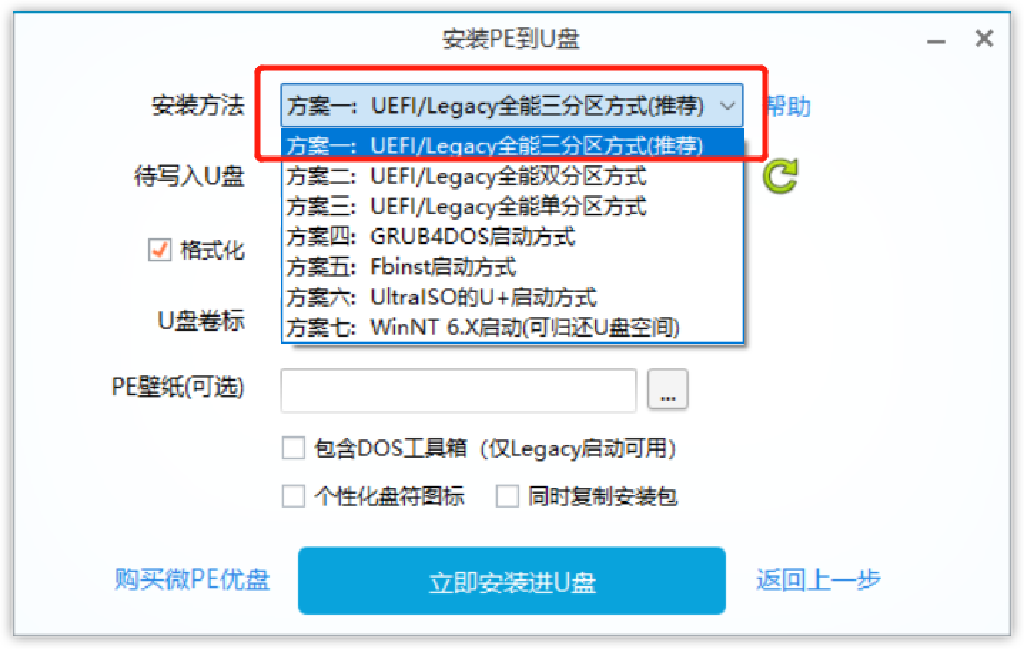 安装PE到U盘
安装方法
方案一：UEFI/Legacy全能三分区方式(推荐)
帮助
方案一：UEFI/Legacy全能三分区方式(推荐)
待写入U盘
方案二：UEFI/Legacy全能双分区方式
方案三：UEFI/Legacy全能单分区方式
方案四：GRUB4DOS启动方式
格式化
方案五：Fbinst启动方式
方案六：UltraISO的U+启动方式
U盘卷标
方案七：WinNT 6.X启动(可归还U盘空间)
PE壁纸(可选)
...
包含DOS工具箱（仅Legacy启动可用）
个性化盘符图标
同时复制安装包
购买微PE优盘
立即安装进U盘
返回上一步